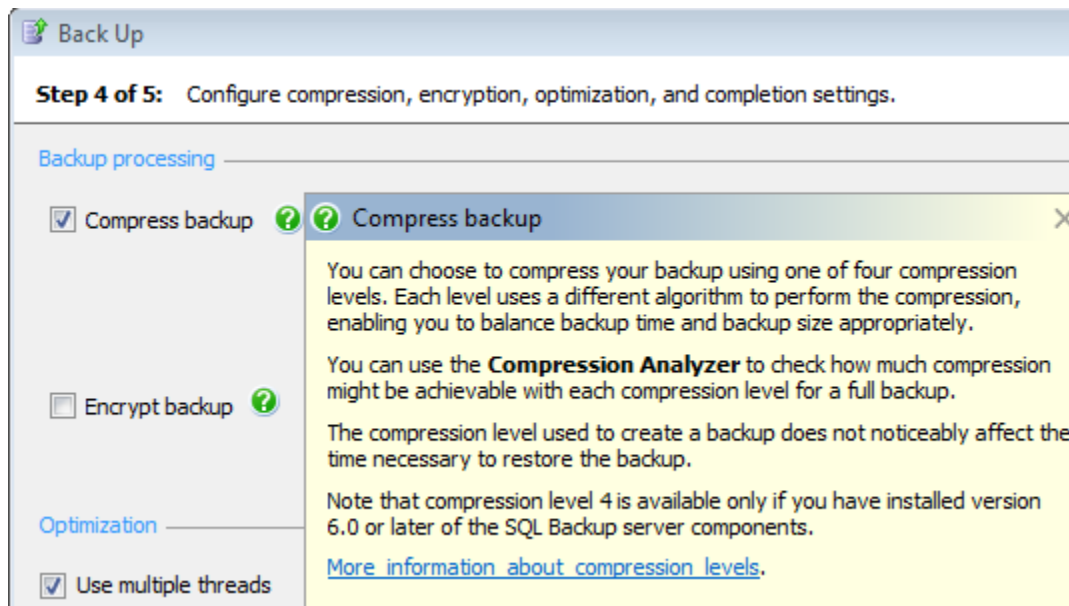 Back Up
Step 4 of 5: Configure compression, encryption, optimization, and completion settings.
Backup processing
Compress backup
Compress backup
You can choose to compress your backup using one of four compression
levels. Each level uses a different algorithm to perform the compression,
enabling you to balance backup time and backup size appropriately.
You can use the Compression Analyzer to check how much compression
might be achievable with each compression level for a full backup.
Encrypt backup
The compression level used to create a backup does not noticeably affect the
time necessary to restore the backup.
Note that compression level 4 is available only if you have installed version
6.0 or later of the SQL Backup server components.
Optimization
More information about compression levels.
Use multiple threads